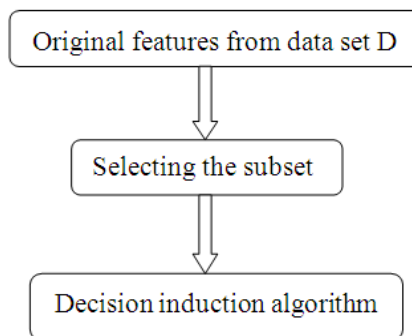 Original features from data set D
Selecting the subset
Decision induction algorithm